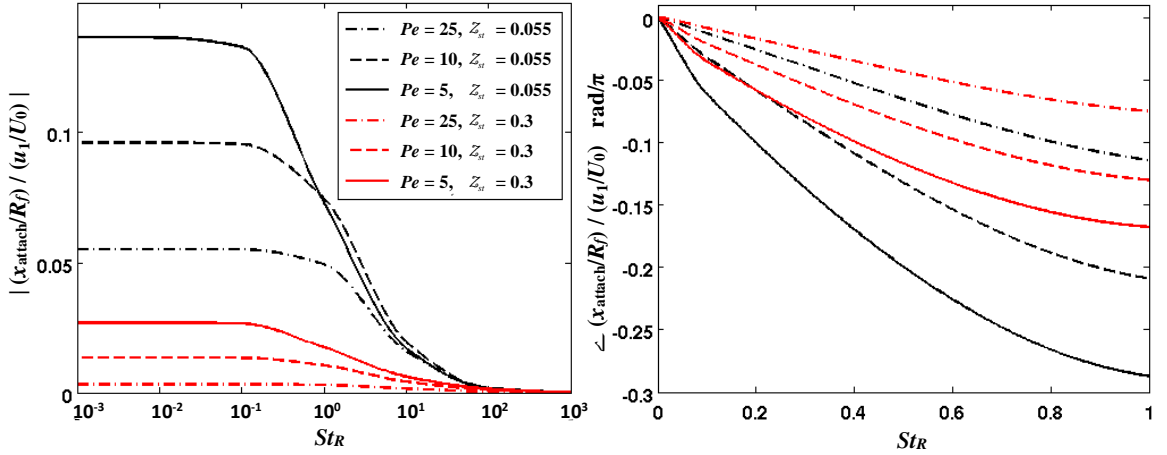 | (x_attach/R_f) / (u_1/U_0) |
0.1
0.05
0
10^-3
10^-2
10^-1
10^0
10^1
10^2
10^3
St_R
Pe = 25, Z_st = 0.055
Pe = 10, Z_st = 0.055
Pe = 5, Z_st = 0.055
Pe = 25, Z_st = 0.3
Pe = 10, Z_st = 0.3
Pe = 5, Z_st = 0.3
∠ (x_attach/R_f) / (u_1/U_0) rad/π
0
-0.05
-0.1
-0.15
-0.2
-0.25
-0.3
0
0.2
0.4
0.6
0.8
1
St_R